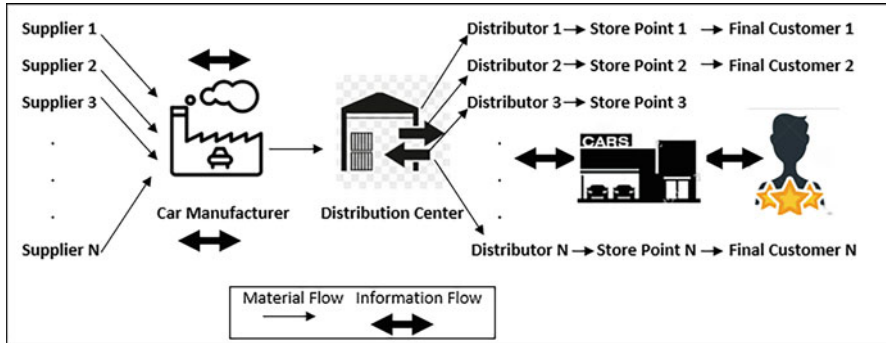 Supplier 1
Supplier 2
Supplier 3
.
.
.
Supplier N
Car Manufacturer
Distribution Center
Distributor 1 Store Point 1 Final Customer 1
Distributor 2 Store Point 2 Final Customer 2
Distributor 3 Store Point 3
.
.
.
CARS
Distributor N Store Point N Final Customer N
Material Flow Information Flow